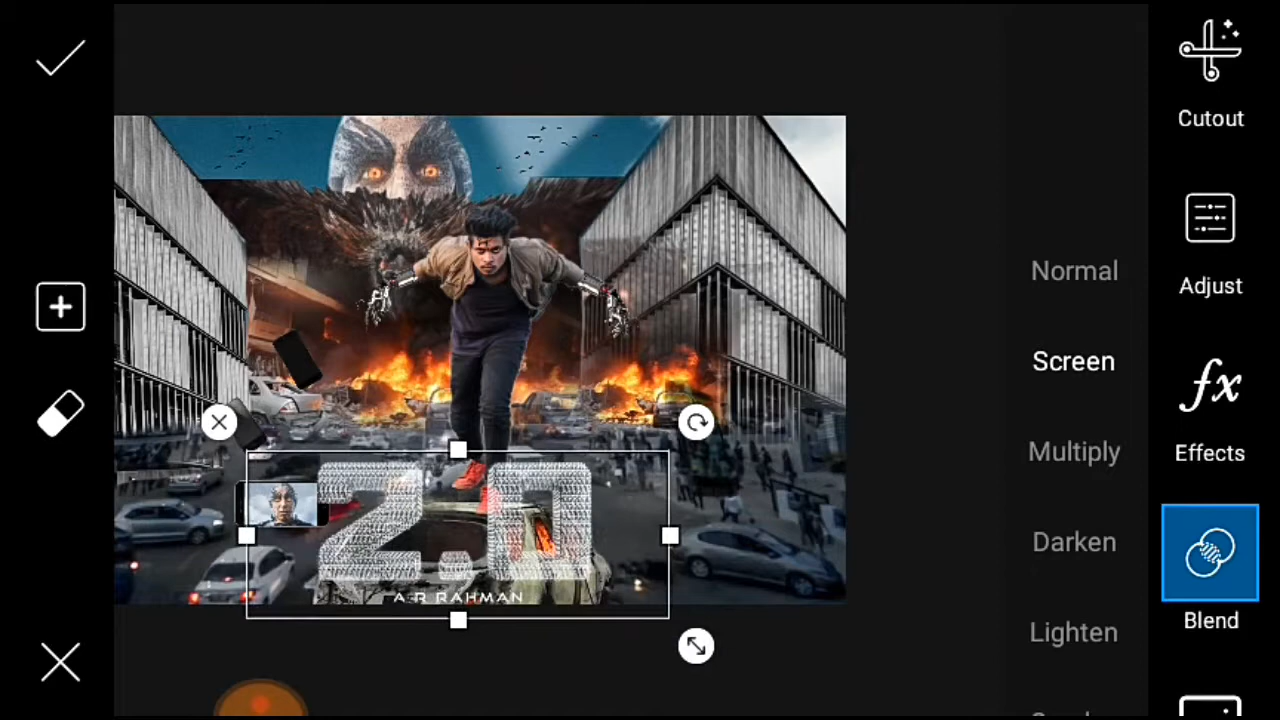 Cutout
Adjust
Effects
Blend
Normal
Screen
Multiply
Darken
Lighten
2.0
A R RAHMAN